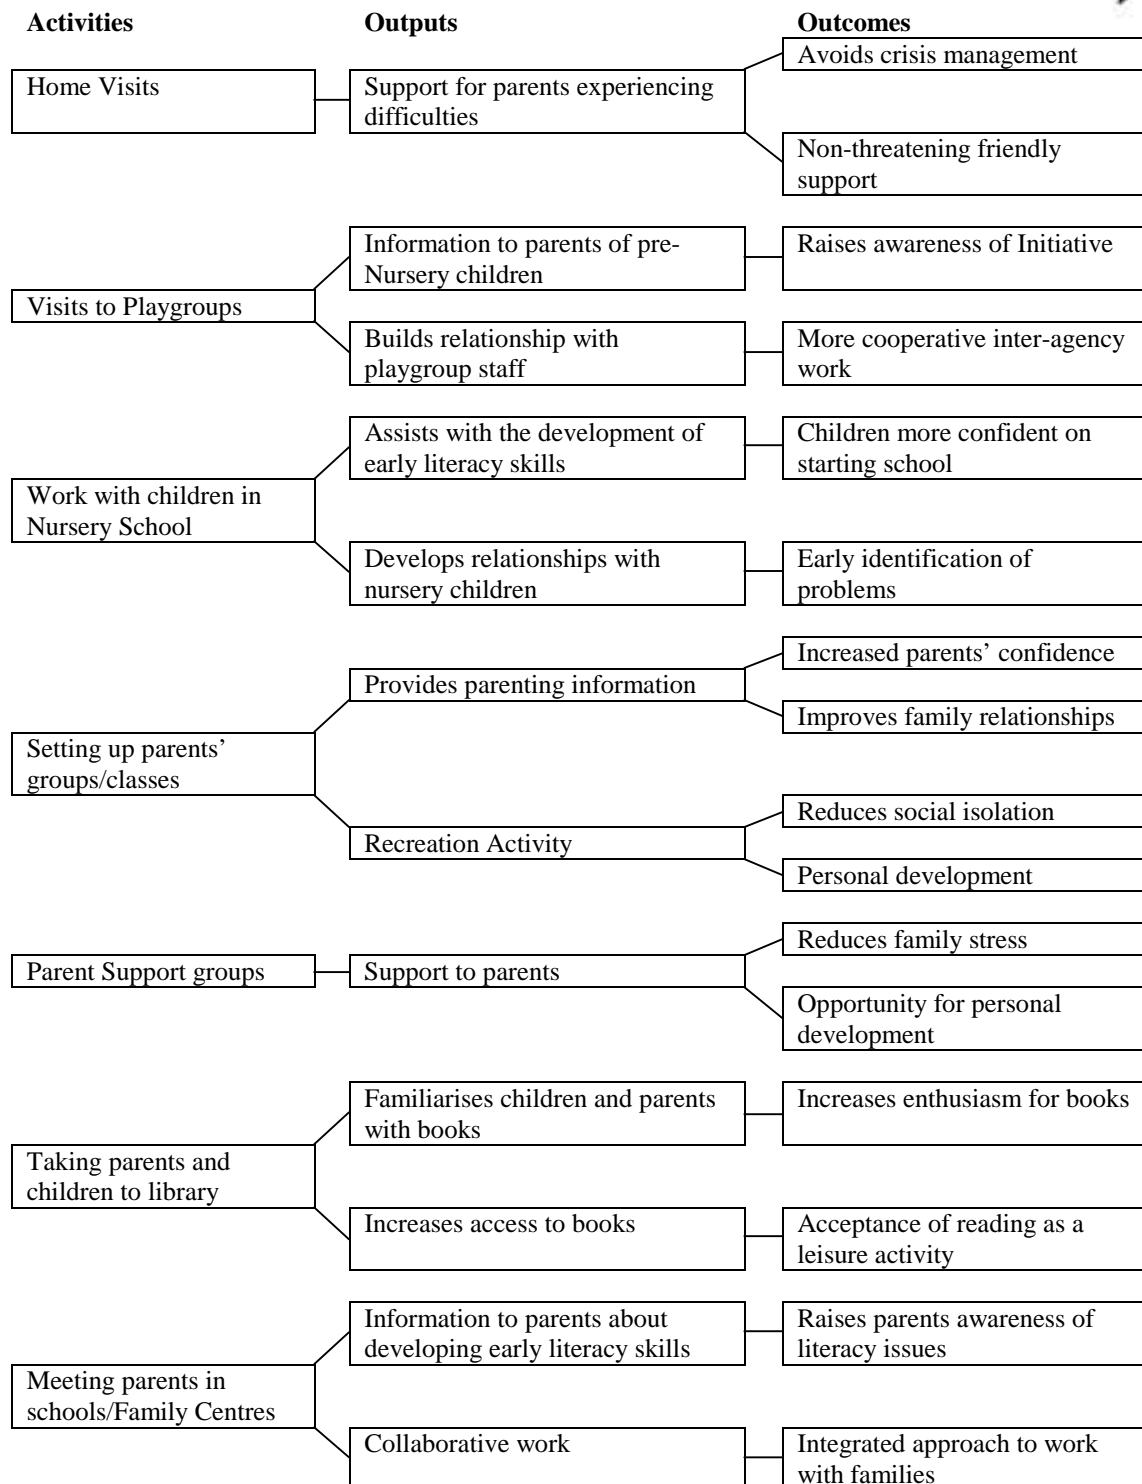 Activities
Outputs
Outcomes
Home Visits
Support for parents experiencing
difficulties
Avoids crisis management
Non-threatening friendly
support
Visits to Playgroups
Information to parents of pre-
Nursery children
Raises awareness of Initiative
Builds relationship with
playgroup staff
More cooperative inter-agency
work
Work with children in
Nursery School
Assists with the development of
early literacy skills
Children more confident on
starting school
Develops relationships with
nursery children
Early identification of
problems
Setting up parents’
groups/classes
Provides parenting information
Increased parents’ confidence
Improves family relationships
Recreation Activity
Reduces social isolation
Personal development
Parent Support groups
Support to parents
Reduces family stress
Opportunity for personal
development
Taking parents and
children to library
Familiarises children and parents
with books
Increases enthusiasm for books
Increases access to books
Acceptance of reading as a
leisure activity
Meeting parents in
schools/Family Centres
Information to parents about
developing early literacy skills
Raises parents awareness of
literacy issues
Collaborative work
Integrated approach to work
with families